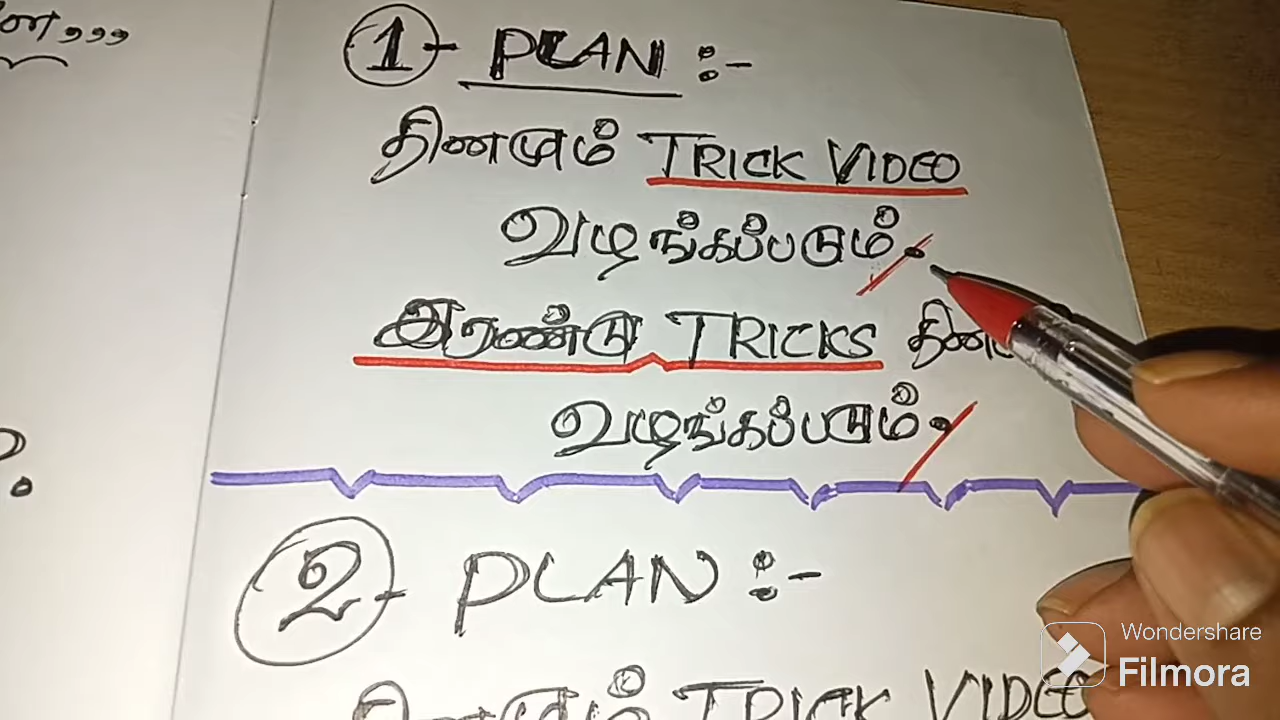 ①- PLAN :-
தினமும் TRICK VIDEO
வழங்கப்படும்.
இரண்டு TRICKS
வழங்கப்படும்.
②- PLAN :-
தினமும் TRICK VIDEO
Wondershare
Filmora